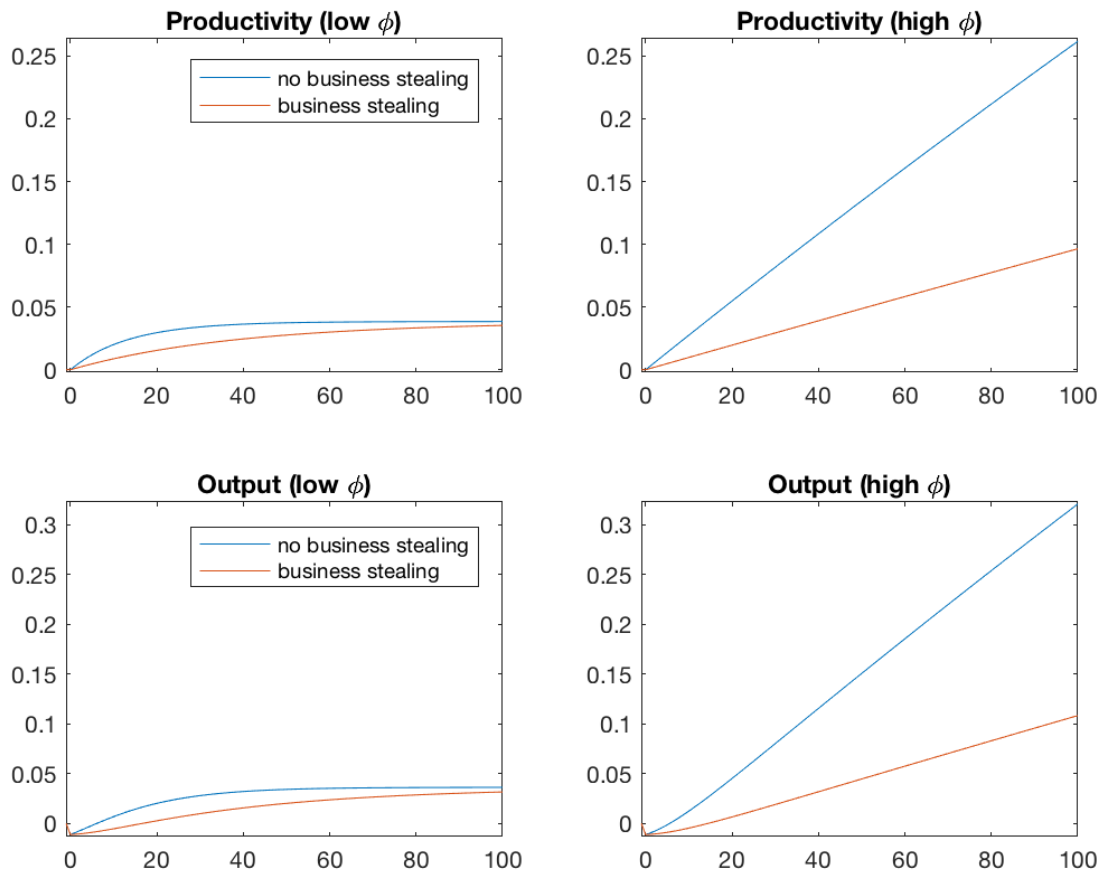 Productivity (low ϕ)
0.25
0.2
0.15
0.1
0.05
0
no business stealing
business stealing
0 20 40 60 80 100
Productivity (high ϕ)
0.25
0.2
0.15
0.1
0.05
0
0 20 40 60 80 100
Output (low ϕ)
0.3
0.25
0.2
0.15
0.1
0.05
0
no business stealing
business stealing
0 20 40 60 80 100
Output (high ϕ)
0.3
0.25
0.2
0.15
0.1
0.05
0
0 20 40 60 80 100